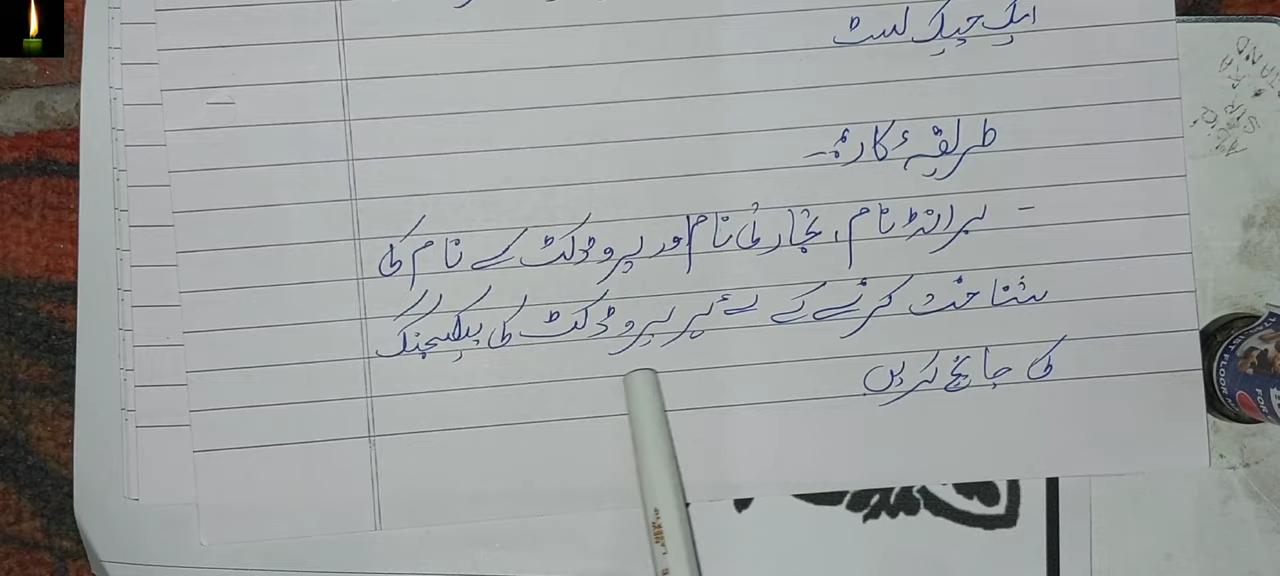 ایک چیک لسٹ
طریقہء کار:۔
- برانڈ نام، تجارتی نام اور پروڈکٹ کے نام کی
شناخت کرنے کے لئے ہر پروڈکٹ کی پیکیجنگ
کی جانچ کریں